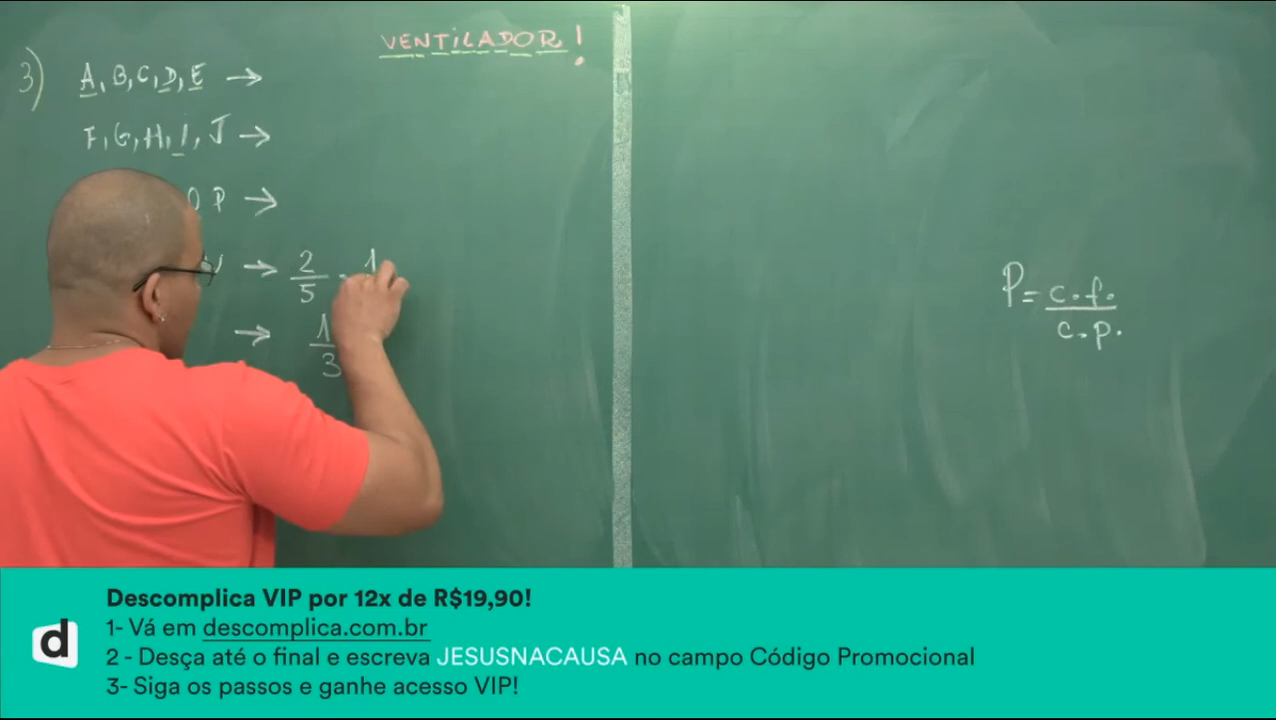 VENTiLADOR!
3) A, B, C, D, E →
F, G, H, i, J →
O P →
→ 2/5 · 1
→ 1/3
P = c.f. / c.p.
d
Descomplica VIP por 12x de R$19,90!
1- Vá em descomplica.com.br
2 - Desça até o final e escreva JESUSNACAUSA no campo Código Promocional
3- Siga os passos e ganhe acesso VIP!